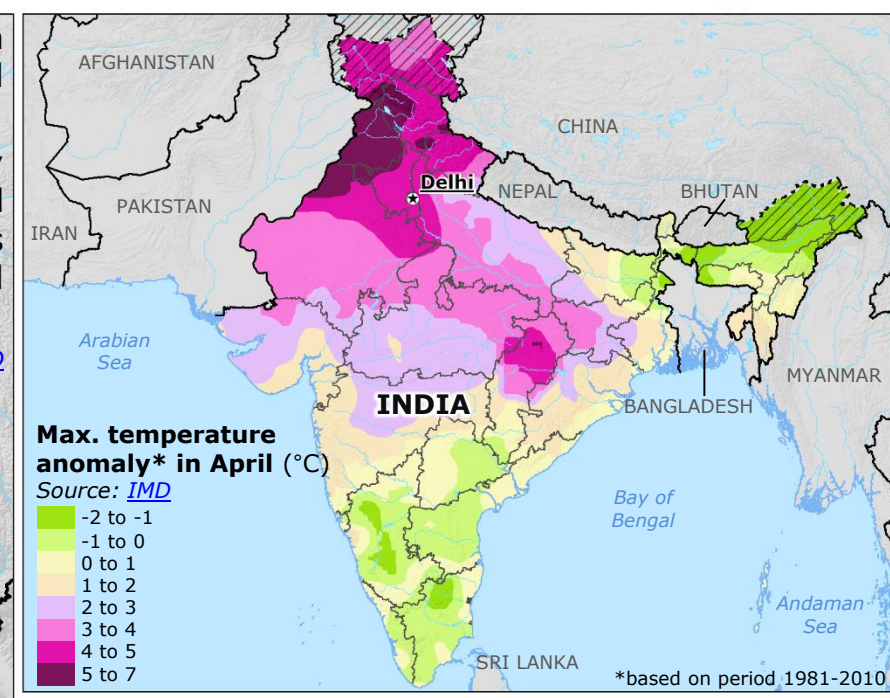 AFGHANISTAN
CHINA
Delhi
NEPAL
BHUTAN
PAKISTAN
IRAN
Arabian
Sea
MYANMAR
INDIA
BANGLADESH
Max. temperature
anomaly* in April (°C)
Source: IMD
-2 to -1
-1 to 0
0 to 1
1 to 2
2 to 3
3 to 4
4 to 5
5 to 7
Bay of
Bengal
Andaman
Sea
SRI LANKA
*based on period 1981-2010